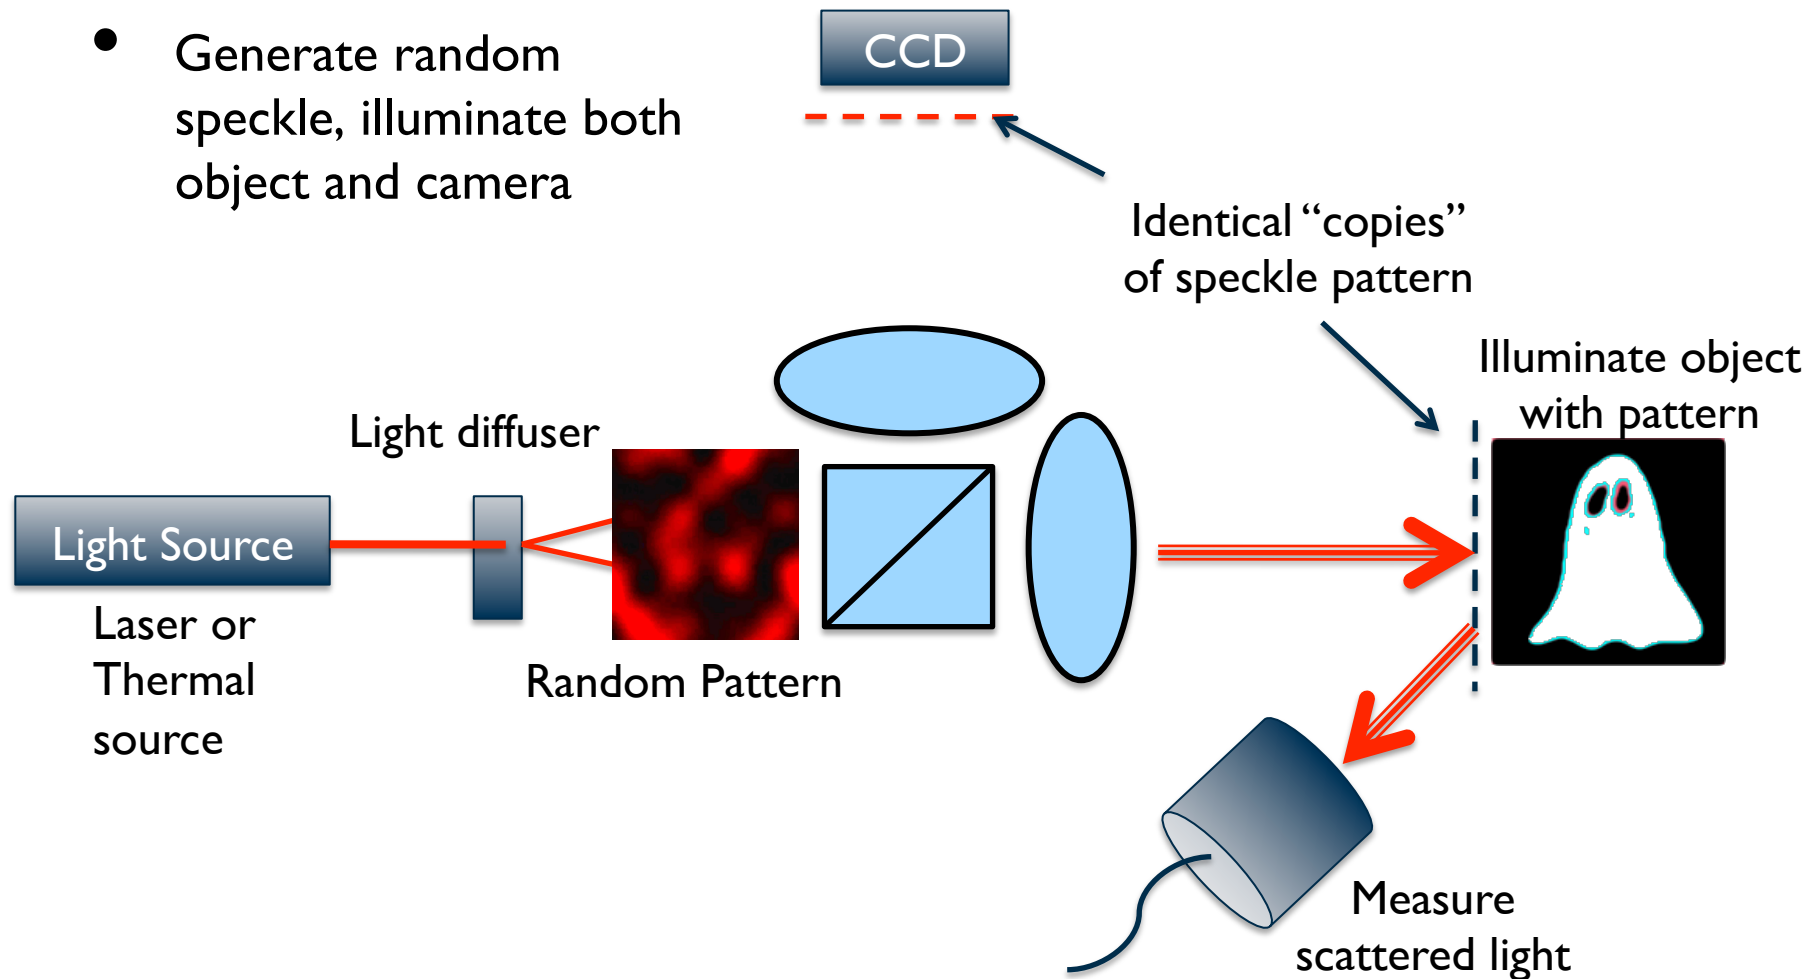 • Generate random
speckle, illuminate both
object and camera
CCD
Identical “copies”
of speckle pattern
Illuminate object
with pattern
Light diffuser
Light Source
Laser or
Thermal
source
Random Pattern
Measure
scattered light